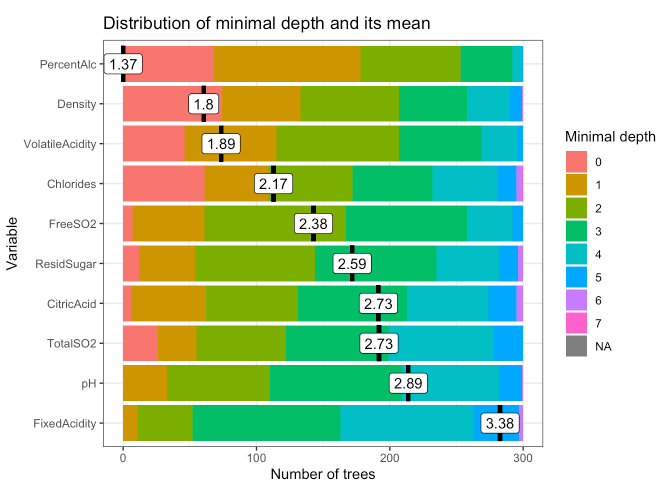 Distribution of minimal depth and its mean
PercentAlc
1.37
Density
1.8
VolatileAcidity
1.89
Chlorides
2.17
FreeSO2
2.38
ResidSugar
2.59
CitricAcid
2.73
TotalSO2
2.73
pH
2.89
FixedAcidity
3.38
Variable
0
100
200
300
Number of trees
Minimal depth
0
1
2
3
4
5
6
7
NA